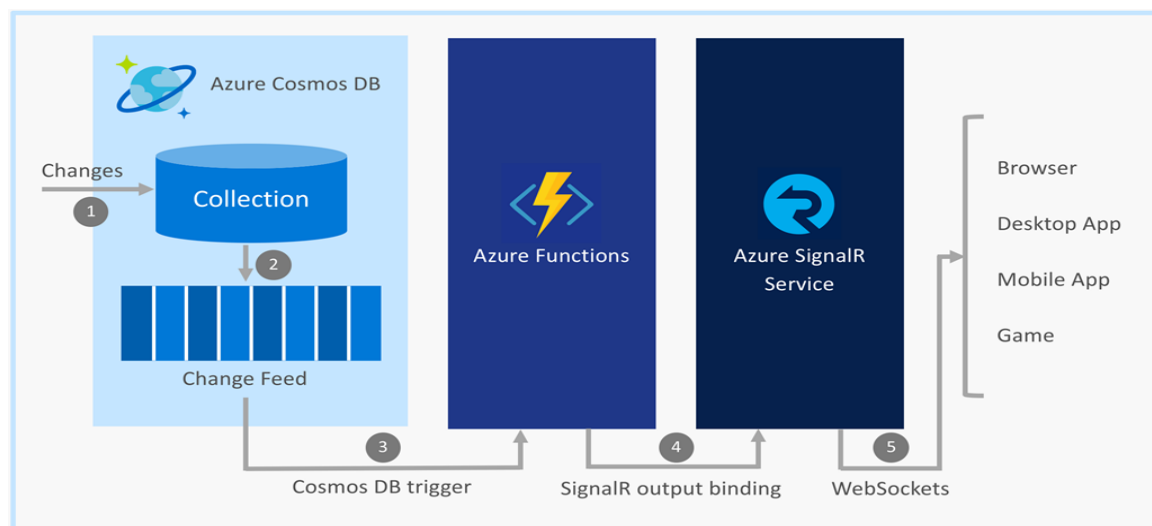 Azure Cosmos DB
Changes
1
Collection
2
Change Feed
3
Cosmos DB trigger
Azure Functions
4
SignalR output binding
Azure SignalR
Service
5
WebSockets
Browser
Desktop App
Mobile App
Game